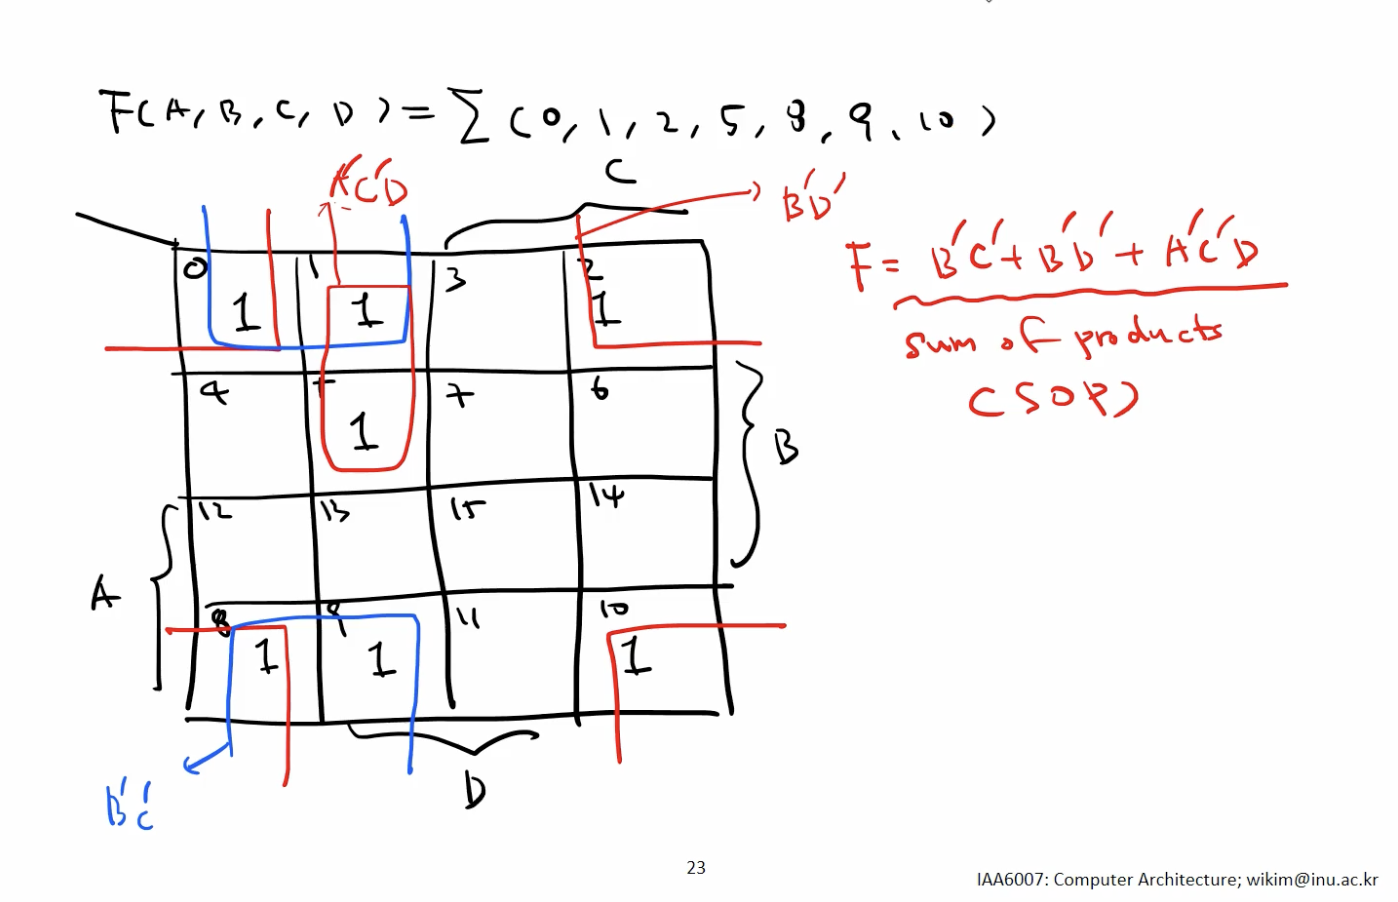 F(A, B, C, D) = ∑ (0, 1, 2, 5, 8, 9, 10)
A'C'D
C
B'D'
F = B'C' + B'D' + A'C'D
sum of products
(SOP)
0 1 3 2
1 1 1
4 5 7 6
1
B
12 13 15 14
A
8 9 11 10
1 1 1
D
B'C'
23
IAA6007: Computer Architecture; wikim@inu.ac.kr